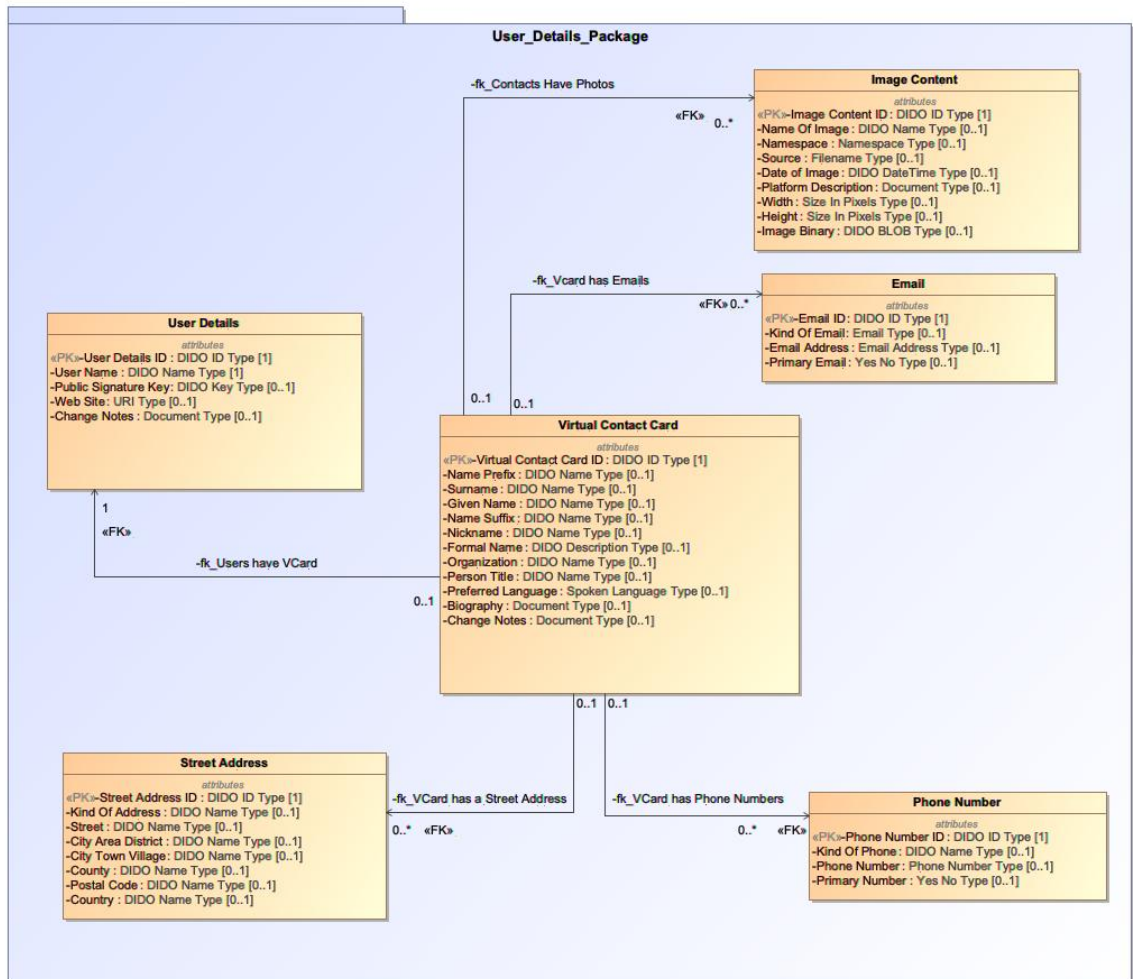 User_Details_Package
-fk_Contacts Have Photos
«FK»
0..*
Image Content
attributes
«PK»-Image Content ID : DIDO ID Type [1]
-Name Of Image : DIDO Name Type [0..1]
-Namespace : Namespace Type [0..1]
-Source : Filename Type [0..1]
-Date of Image : DIDO DateTime Type [0..1]
-Platform Description : Document Type [0..1]
-Width : Size In Pixels Type [0..1]
-Height : Size In Pixels Type [0..1]
-Image Binary : DIDO BLOB Type [0..1]
-fk_Vcard has Emails
«FK» 0..*
Email
attributes
«PK»-Email ID : DIDO ID Type [1]
-Kind Of Email : Email Type [0..1]
-Email Address : Email Address Type [0..1]
-Primary Email : Yes No Type [0..1]
User Details
attributes
«PK»-User Details ID : DIDO ID Type [1]
-User Name : DIDO Name Type [1]
-Public Signature Key : DIDO Key Type [0..1]
-Web Site : URI Type [0..1]
-Change Notes : Document Type [0..1]
0..1
0..1
Virtual Contact Card
attributes
«PK»-Virtual Contact Card ID : DIDO ID Type [1]
-Name Prefix : DIDO Name Type [0..1]
-Surname : DIDO Name Type [0..1]
-Given Name : DIDO Name Type [0..1]
-Name Suffix : DIDO Name Type [0..1]
-Nickname : DIDO Name Type [0..1]
-Formal Name : DIDO Description Type [0..1]
-Organization : DIDO Name Type [0..1]
-Person Title : DIDO Name Type [0..1]
-Preferred Language : Spoken Language Type [0..1]
-Biography : Document Type [0..1]
-Change Notes : Document Type [0..1]
1
«FK»
-fk_Users have VCard
0..1
0..1
0..1
Street Address
attributes
«PK»-Street Address ID : DIDO ID Type [1]
-Kind Of Address : DIDO Name Type [0..1]
-Street : DIDO Name Type [0..1]
-City Area District : DIDO Name Type [0..1]
-City Town Village : DIDO Name Type [0..1]
-County : DIDO Name Type [0..1]
-Postal Code : DIDO Name Type [0..1]
-Country : DIDO Name Type [0..1]
-fk_VCard has a Street Address
0..* «FK»
-fk_VCard has Phone Numbers
0..* «FK»
Phone Number
attributes
«PK»-Phone Number ID : DIDO ID Type [1]
-Kind Of Phone : DIDO Name Type [0..1]
-Phone Number : Phone Number Type [0..1]
-Primary Number : Yes No Type [0..1]